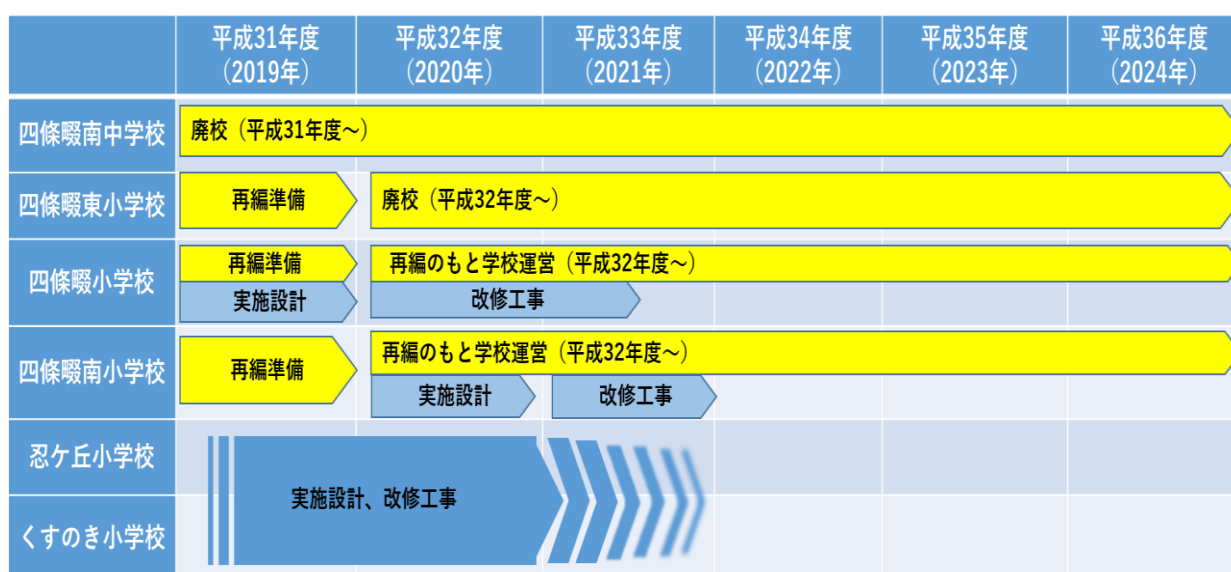 平成31年度
（2019年）
平成32年度
（2020年）
平成33年度
（2021年）
平成34年度
（2022年）
平成35年度
（2023年）
平成36年度
（2024年）
四條畷南中学校
廃校（平成31年度～）
四條畷東小学校
再編準備
廃校（平成32年度～）
四條畷小学校
再編準備
再編のもと学校運営（平成32年度～）
実施設計
改修工事
四條畷南小学校
再編準備
再編のもと学校運営（平成32年度～）
実施設計
改修工事
忍ケ丘小学校
実施設計、改修工事
くすのき小学校